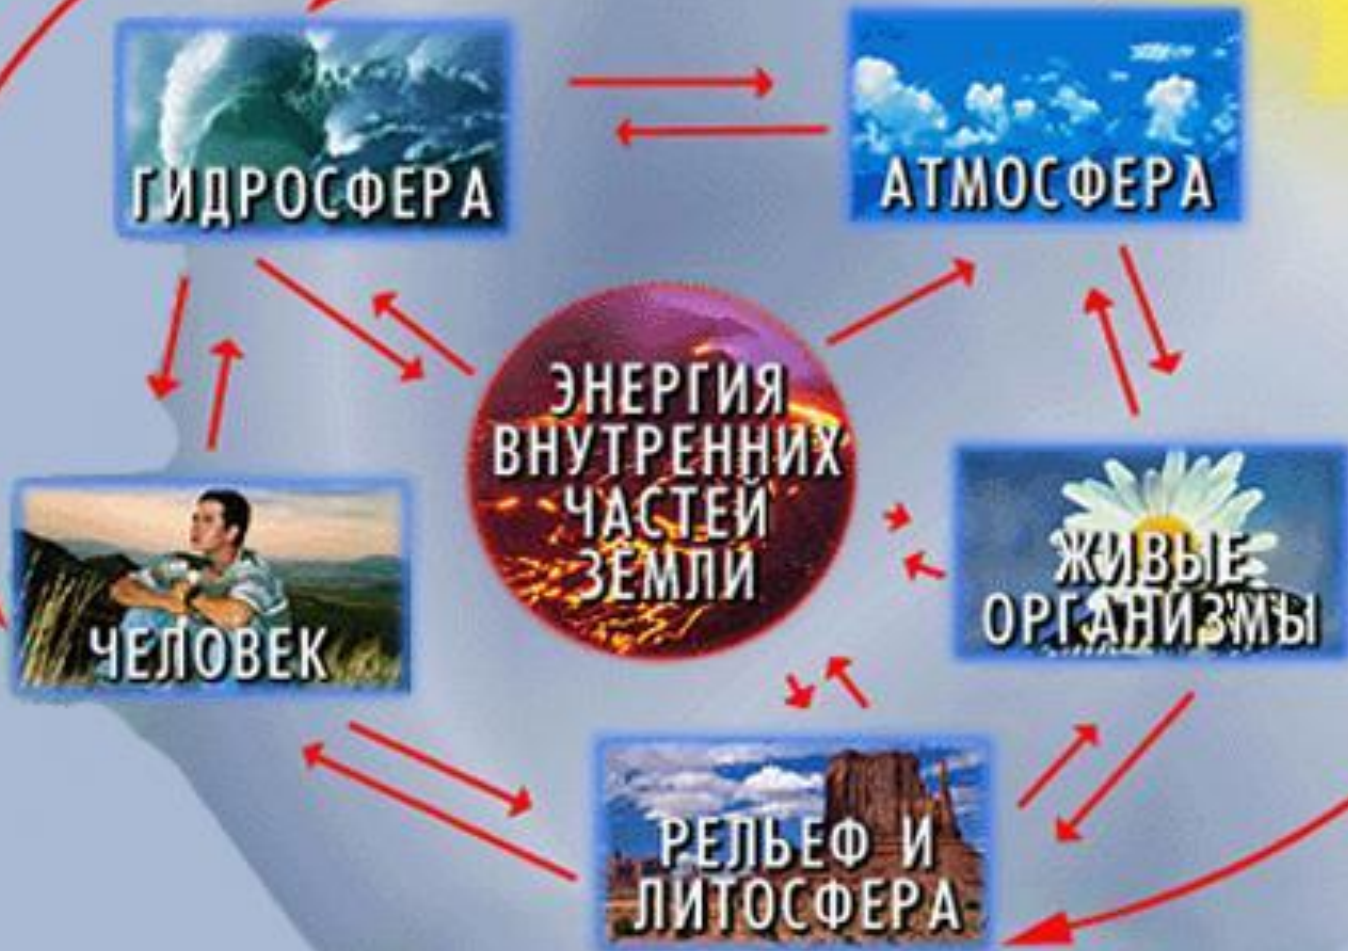 ГИДРОСФЕРА
АТМОСФЕРА
ЭНЕРГИЯ
ВНУТРЕННИХ
ЧАСТЕЙ
ЗЕМЛИ
ЖИВЫЕ
ОРГАНИЗМЫ
ЧЕЛОВЕК
РЕЛЬЕФ И
ЛИТОСФЕРА